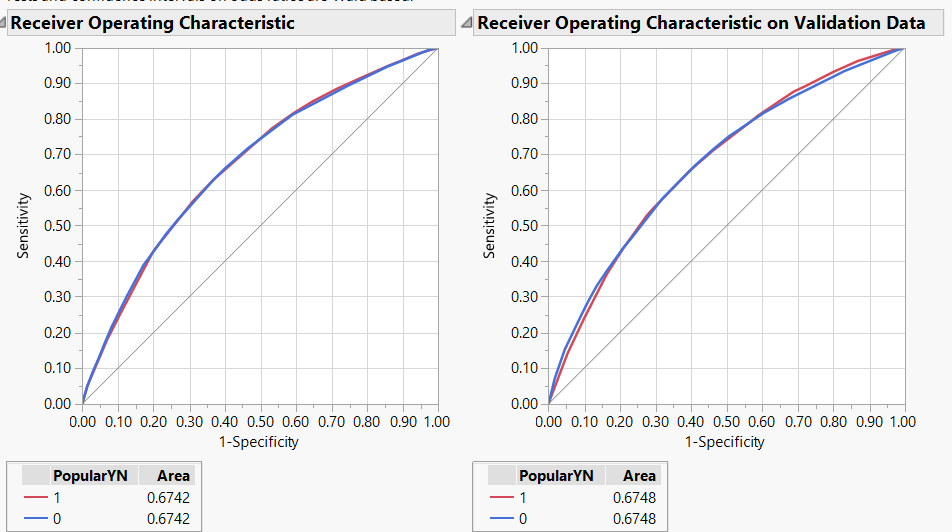 Receiver Operating Characteristic
1.00
0.90
0.80
0.70
0.60
0.50
0.40
0.30
0.20
0.10
0.00
Sensitivity
0.00 0.10 0.20 0.30 0.40 0.50 0.60 0.70 0.80 0.90 1.00
1-Specificity
PopularYN Area
1 0.6742
0 0.6742
Receiver Operating Characteristic on Validation Data
1.00
0.90
0.80
0.70
0.60
0.50
0.40
0.30
0.20
0.10
0.00
Sensitivity
0.00 0.10 0.20 0.30 0.40 0.50 0.60 0.70 0.80 0.90 1.00
1-Specificity
PopularYN Area
1 0.6748
0 0.6748